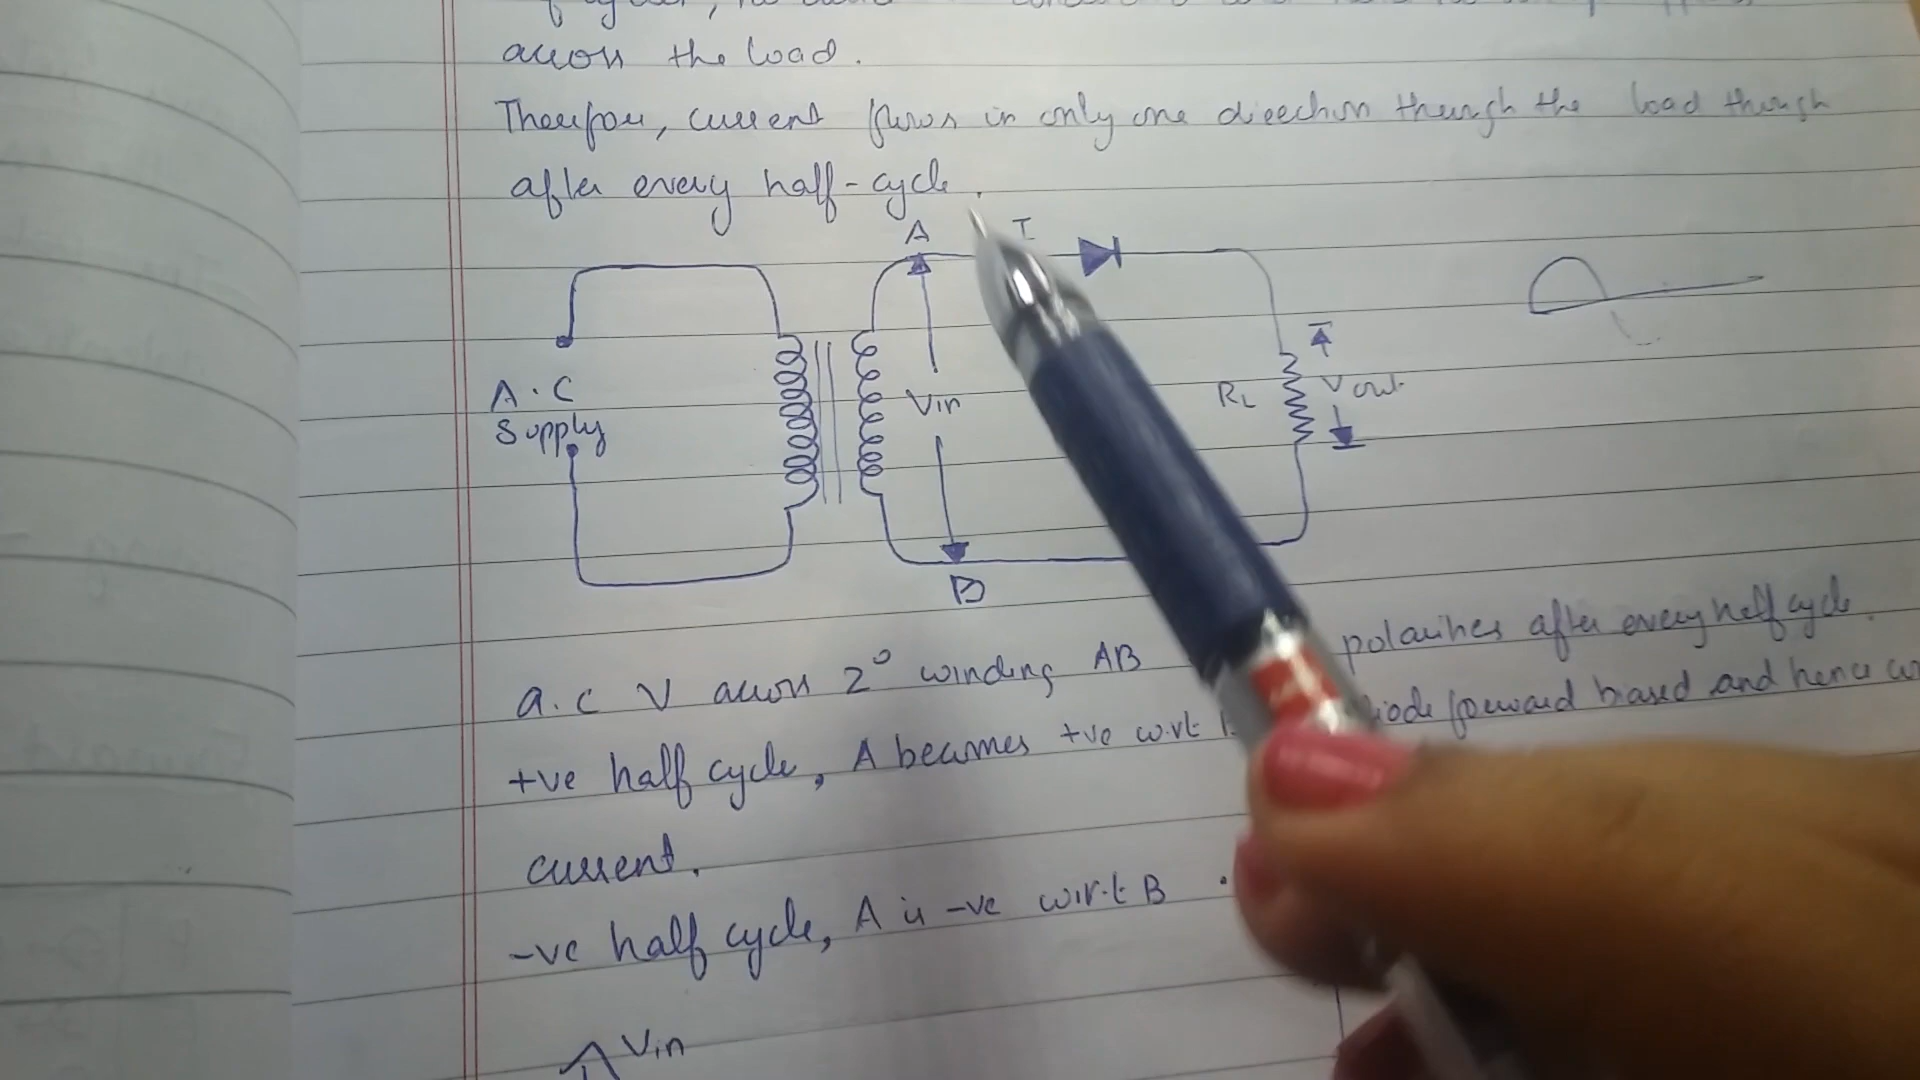 across the load.
Therefore, current flows in only one direction through the load though
after every half-cycle.
A I
A.C
Supply
Vin
RL
Vout
B
a.c V across 2° winding AB polarities after every half cycle.
+ve half cycle, A becomes +ve w.r.t diode forward biased and hence
current.
-ve half cycle, A is -ve w.r.t B .
Vin